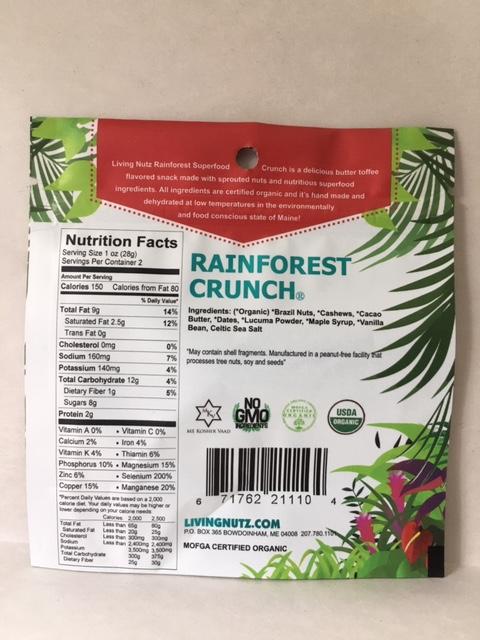 Living Nutz Rainforest Superfood Crunch is a delicious butter toffee
flavored snack made with sprouted nuts and nutritious superfood
ingredients. All ingredients are certified organic and it's hand made and
dehydrated at low temperatures in the environmentally
and food conscious state of Maine!
Nutrition Facts
Serving Size 1 oz (28g)
Servings Per Container 2
Amount Per Serving
Calories 150 Calories from Fat 80
% Daily Value*
Total Fat 9g 14%
Saturated Fat 2.5g 12%
Trans Fat 0g
Cholesterol 0mg 0%
Sodium 160mg 7%
Potassium 140mg 4%
Total Carbohydrate 12g 4%
Dietary Fiber 1g 5%
Sugars 8g
Protein 2g
Vitamin A 0% • Vitamin C 0%
Calcium 2% • Iron 4%
Vitamin K 4% • Thiamin 6%
Phosphorus 10% • Magnesium 15%
Zinc 6% • Selenium 200%
Copper 15% • Manganese 20%
*Percent Daily Values are based on a 2,000
calorie diet. Your daily values may be higher or
lower depending on your calorie needs:
Calories 2,000 2,500
Total Fat Less than 65g 80g
Saturated Fat Less than 20g 25g
Cholesterol Less than 300mg 300mg
Sodium Less than 2,400mg 2,400mg
Potassium 3,500mg 3,500mg
Total Carbohydrate 300g 375g
Dietary Fiber 25g 30g
RAINFOREST
CRUNCH®
Ingredients: (*Organic) *Brazil Nuts, *Cashews, *Cacao
Butter, *Dates, *Lucuma Powder, *Maple Syrup, *Vanilla
Bean, Celtic Sea Salt
"May contain shell fragments. Manufactured in a peanut-free facility that
processes tree nuts, soy and seeds"
ME KOSHER VAAD
NO
GMO
INGREDIENTS
MOFGA
CERTIFIED
ORGANIC
USDA
ORGANIC
6 71762 21110 4
LIVINGNUTZ.COM
P.O. BOX 365 BOWDOINHAM, ME 04008 207.780.1101
MOFGA CERTIFIED ORGANIC